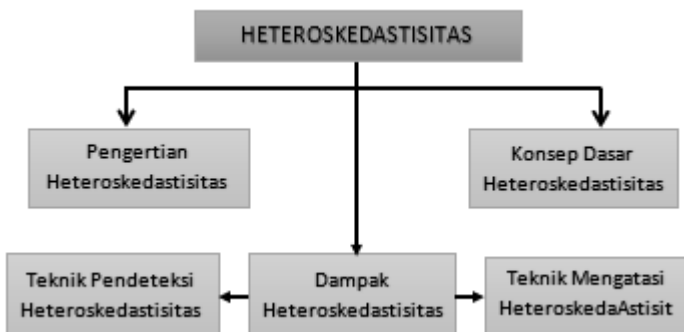 HETEROSKEDASTISITAS
Pengertian
Heteroskedastisitas
Konsep Dasar
Heteroskedastisitas
Teknik Pendeteksi
Heteroskedastisitas
Dampak
Heteroskedastisitas
Teknik Mengatasi
HeteroskedaAstisit